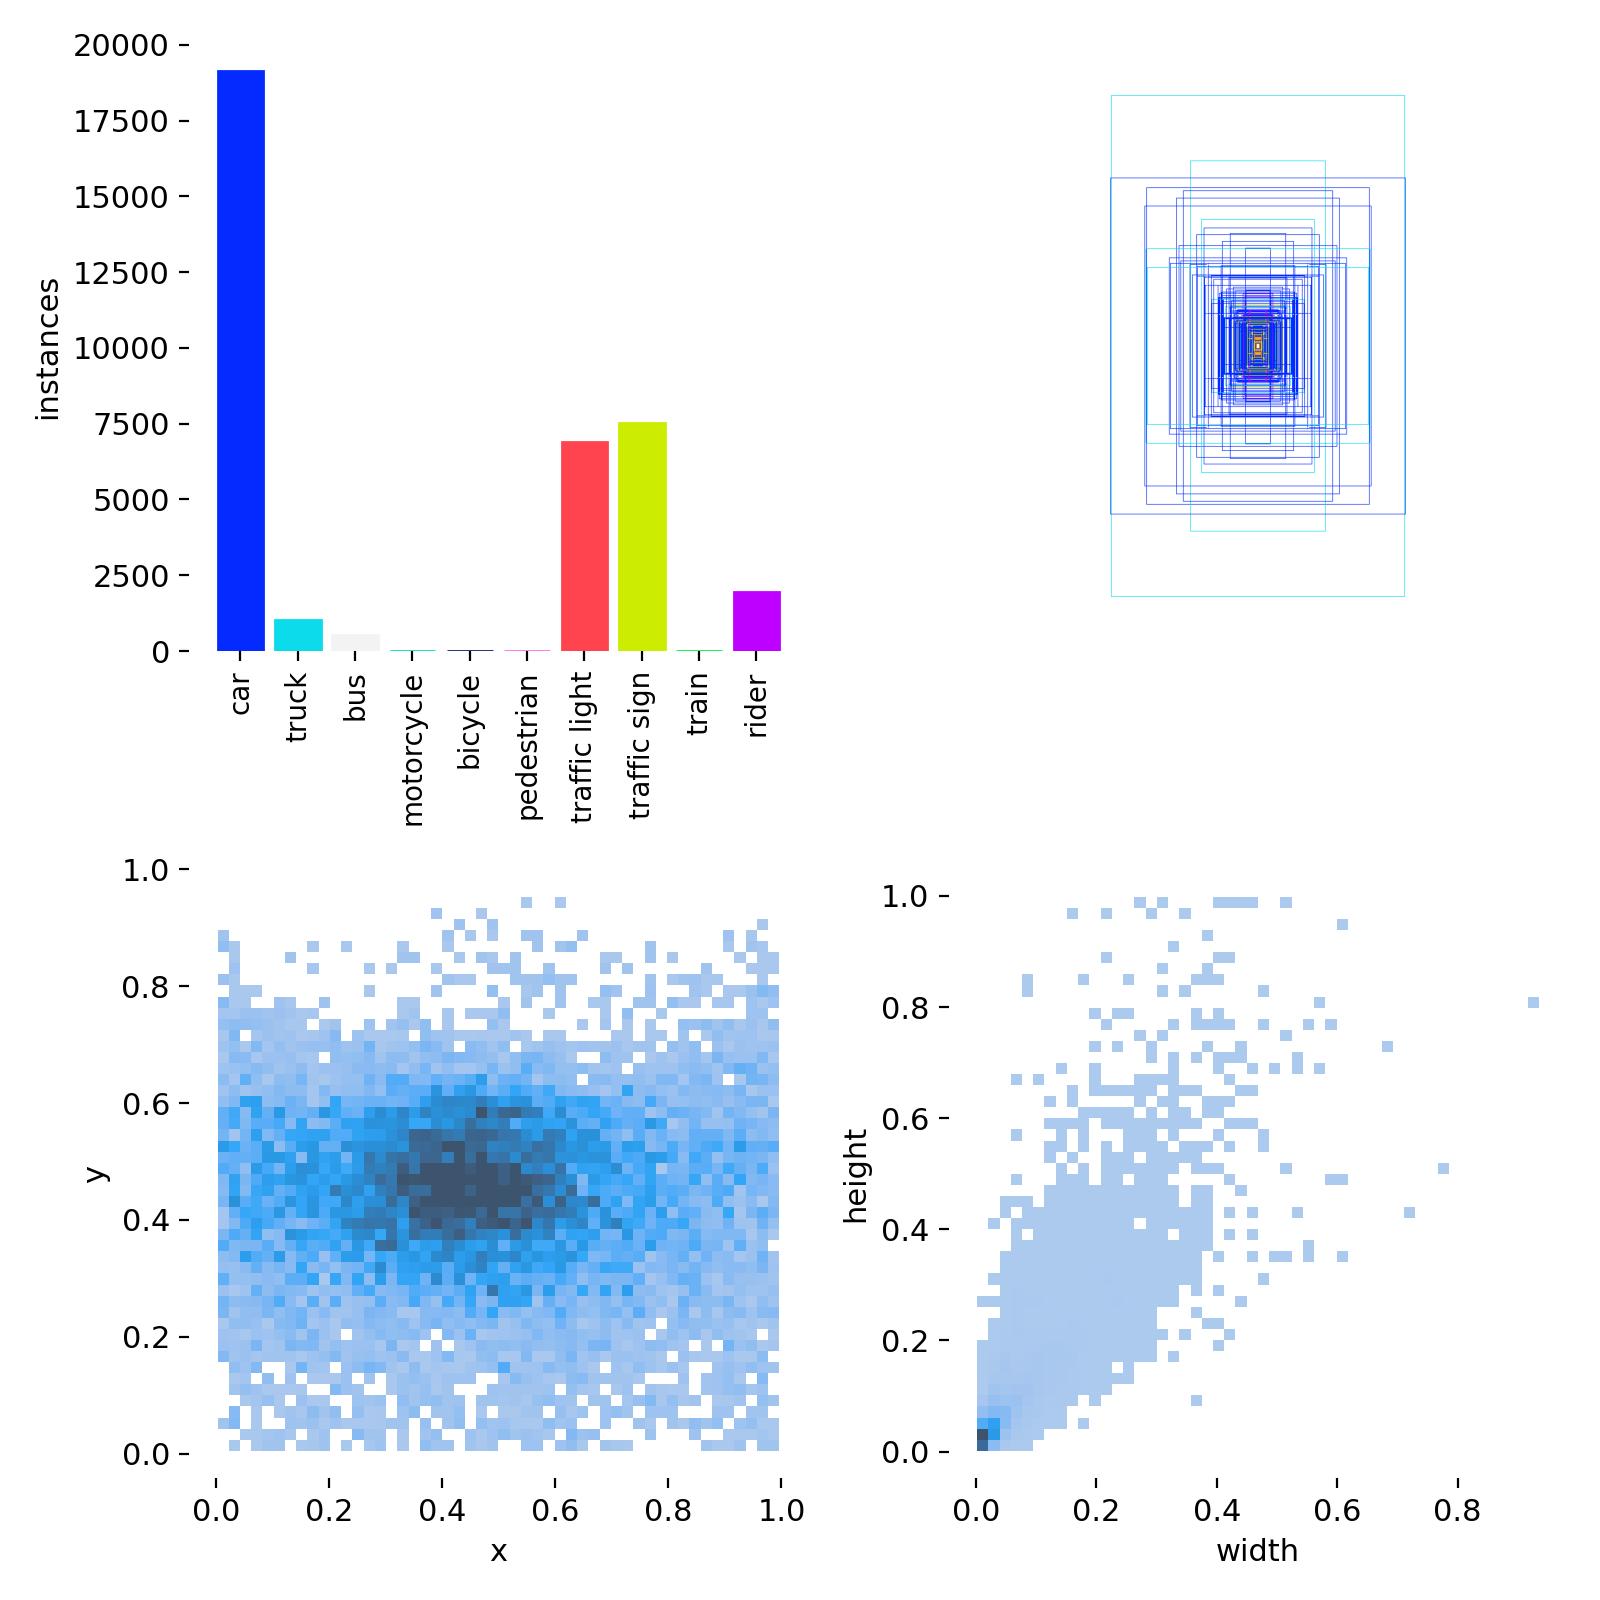 20000
17500
15000
12500
10000
7500
5000
2500
0
instances
car
truck
bus
motorcycle
bicycle
pedestrian
traffic light
traffic sign
train
rider
1.0
0.8
0.6
0.4
0.2
0.0
y
0.0 0.2 0.4 0.6 0.8 1.0
x
1.0
0.8
0.6
0.4
0.2
0.0
height
0.0 0.2 0.4 0.6 0.8
width